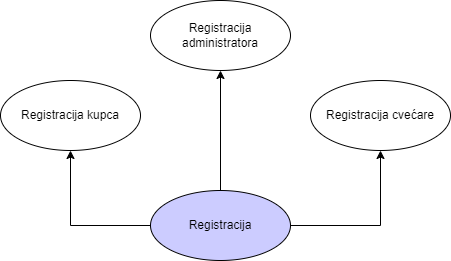 Registracija
administratora
Registracija kupca
Registracija cvećare
Registracija